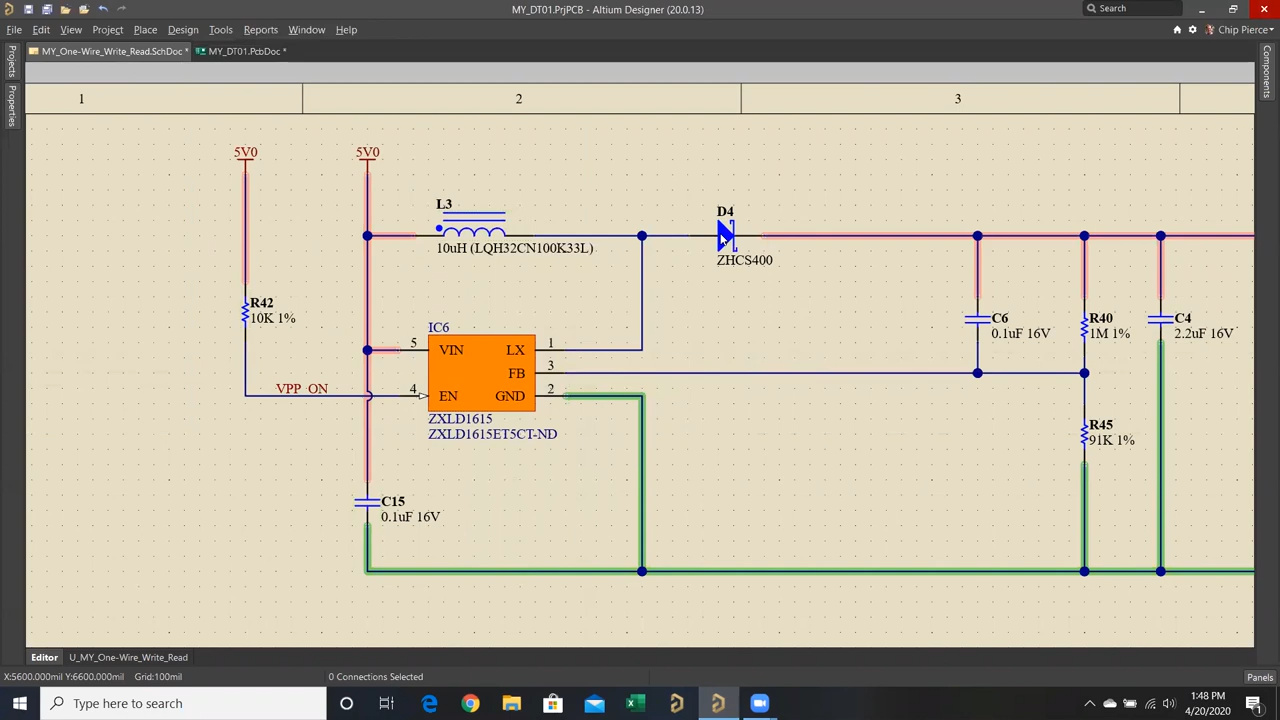 MY_DT01.PrjPCB - Altium Designer (20.0.13)
Search
File Edit View Project Place Design Tools Reports Window Help
Chip Pierce
MY_One-Wire_Write_Read.SchDoc * MY_DT01.PcbDoc *
Projects
Properties
Components
1 2 3
5V0 5V0
L3
10uH (LQH32CN100K33L)
D4
ZHCS400
R42
10K 1%
C6
0.1uF 16V
R40
1M 1%
C4
2.2uF 16V
IC6
5 VIN LX 1
FB 3
VPP_ON 4 EN GND 2
ZXLD1615
ZXLD1615ET5CT-ND
R45
91K 1%
C15
0.1uF 16V
Editor U_MY_One-Wire_Write_Read
X:5600.000mil Y:6600.000mil Grid:100mil 0 Connections Selected Panels
Type here to search
1:48 PM
4/20/2020
1